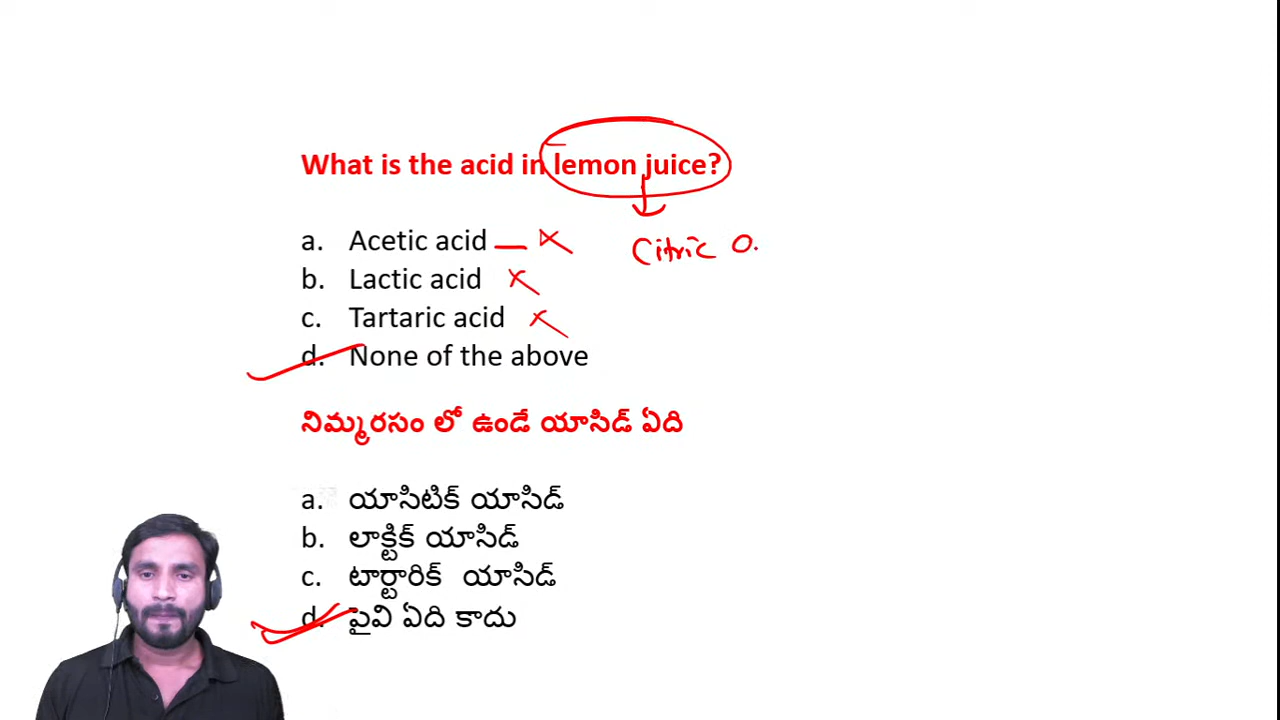 What is the acid in lemon juice?
a. Acetic acid
Citric a
b. Lactic acid
c. Tartaric acid
d. None of the above
నిమ్మరసం లో ఉండే యాసిడ్ ఏది
a. యాసిటిక్ యాసిడ్
b. లాక్టిక్ యాసిడ్
c. టార్టారిక్ యాసిడ్
d. పైవి ఏది కాదు